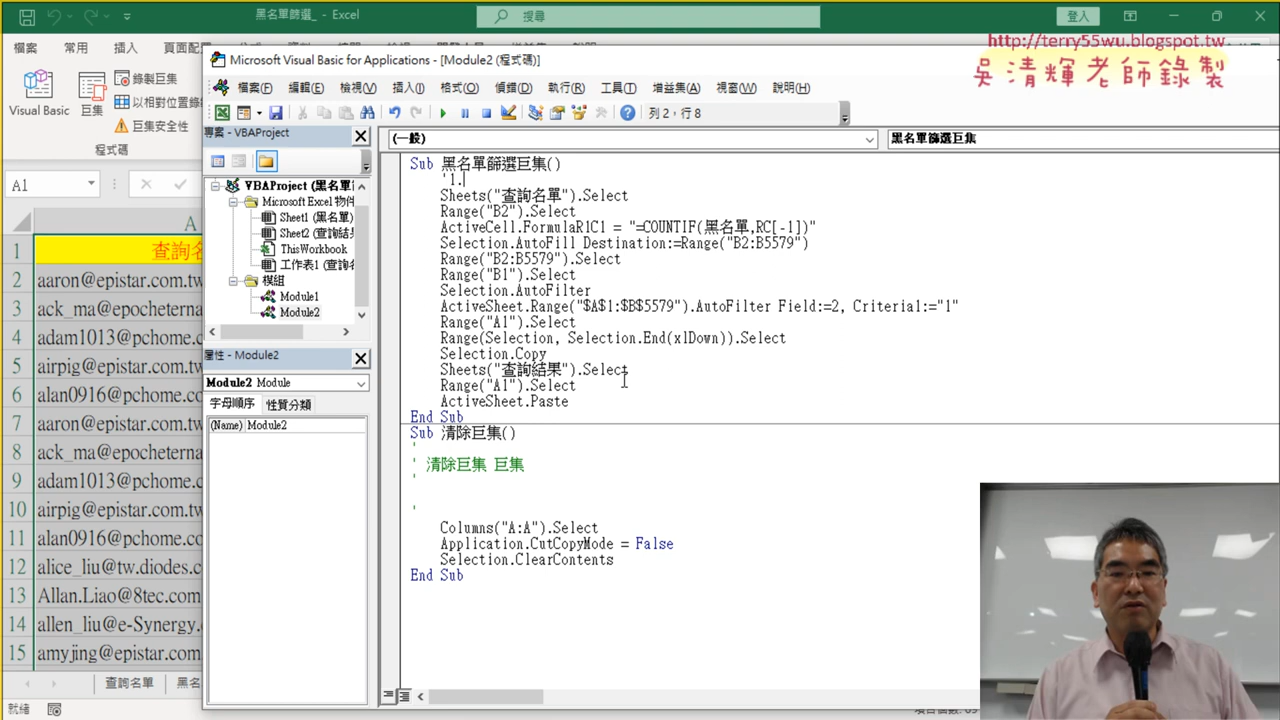 黑名單篩選_ - Excel
搜尋
登入
檔案 常用 插入 頁面配
http://terry55wu.blogspot.tw
吳清輝老師錄製
Visual Basic
巨集
錄製巨集
以相對位置錄
巨集安全性
程式碼
A1
A
1 查詢名
2 aaron@epistar.com.tw
3 ack_ma@epocheterna
4 adam1013@pchome.c
5 airpig@epistar.com.tw
6 alan0916@pchome.co
7 aaron@epistar.com.tw
8 ack_ma@epocheterna
9 adam1013@pchome.c
10 airpig@epistar.com.tw
11 alan0916@pchome.co
12 alice_liu@tw.diodes.c
13 Allan.Liao@8tec.com
14 allen_liu@e-Synergy.
15 amyjing@epistar.com
查詢名單 黑名
就緒
Microsoft Visual Basic for Applications - [Module2 (程式碼)]
檔案(F) 編輯(E) 檢視(V) 插入(I) 格式(O) 偵錯(D) 執行(R) 工具(T) 增益集(A) 視窗(W) 說明(H)
列 2，行 8
專案 - VBAProject
VBAProject (黑名單
Microsoft Excel 物件
Sheet1 (黑名單)
Sheet2 (查詢結
ThisWorkbook
工作表1 (查詢名
模組
Module1
Module2
屬性 - Module2
Module2 Module
字母順序 性質分類
(Name) Module2
(一般)
黑名單篩選巨集
Sub 黑名單篩選巨集()
'1.
Sheets("查詢名單").Select
Range("B2").Select
ActiveCell.FormulaR1C1 = "=COUNTIF(黑名單,RC[-1])"
Selection.AutoFill Destination:=Range("B2:B5579")
Range("B2:B5579").Select
Range("B1").Select
Selection.AutoFilter
ActiveSheet.Range("$A$1:$B$5579").AutoFilter Field:=2, Criteria1:="1"
Range("A1").Select
Range(Selection, Selection.End(xlDown)).Select
Selection.Copy
Sheets("查詢結果").Select
Range("A1").Select
ActiveSheet.Paste
End Sub
Sub 清除巨集()
'
' 清除巨集 巨集
'
'
Columns("A:A").Select
Application.CutCopyMode = False
Selection.ClearContents
End Sub